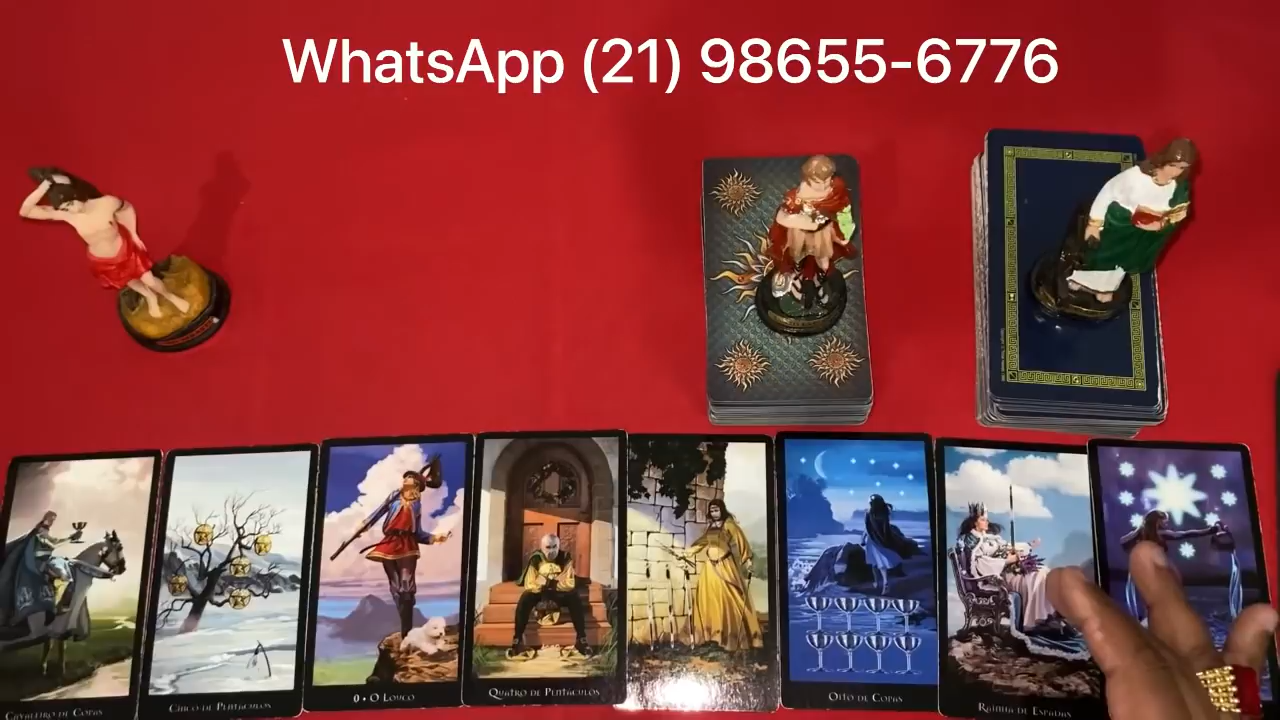 WhatsApp (21) 98655-6776
Cavaleiro de Copas
Cinco de Pentáculos
0 • O Louco
Quatro de Pentáculos
Oito de Copas
Rainha de Espadas